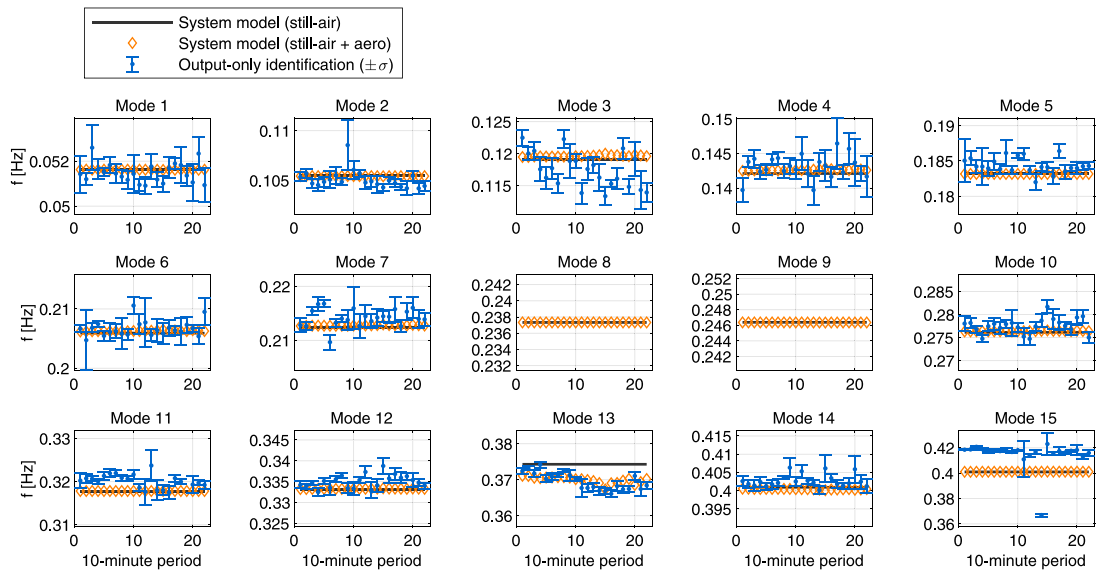 System model (still-air)
System model (still-air + aero)
Output-only identification (±σ)
Mode 1
Mode 2
Mode 3
Mode 4
Mode 5
f [Hz]
0.052
0.05
0 10 20
0.11
0.105
0 10 20
0.125
0.12
0.115
0 10 20
0.15
0.145
0.14
0 10 20
0.19
0.185
0.18
0 10 20
Mode 6
Mode 7
Mode 8
Mode 9
Mode 10
f [Hz]
0.21
0.2
0 10 20
0.22
0.21
0 10 20
0.242
0.24
0.238
0.236
0.234
0.232
0 10 20
0.252
0.25
0.248
0.246
0.244
0.242
0 10 20
0.285
0.28
0.275
0.27
0 10 20
Mode 11
Mode 12
Mode 13
Mode 14
Mode 15
f [Hz]
0.33
0.32
0.31
0 10 20
10-minute period
0.345
0.34
0.335
0.33
0.325
0 10 20
10-minute period
0.38
0.37
0.36
0 10 20
10-minute period
0.415
0.41
0.405
0.4
0.395
0 10 20
10-minute period
0.42
0.4
0.38
0.36
0 10 20
10-minute period